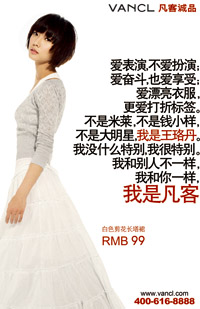 VANCL 凡客诚品
爱表演,不爱扮演;
爱奋斗,也爱享受;
爱漂亮衣服,
更爱打折标签。
不是米莱,不是钱小样,
不是大明星,我是王珞丹。
我没什么特别,我很特别。
我和别人不一样,
我和你一样,
我是凡客
白色剪花长塔裙
RMB 99
www.vancl.com
400-616-8888